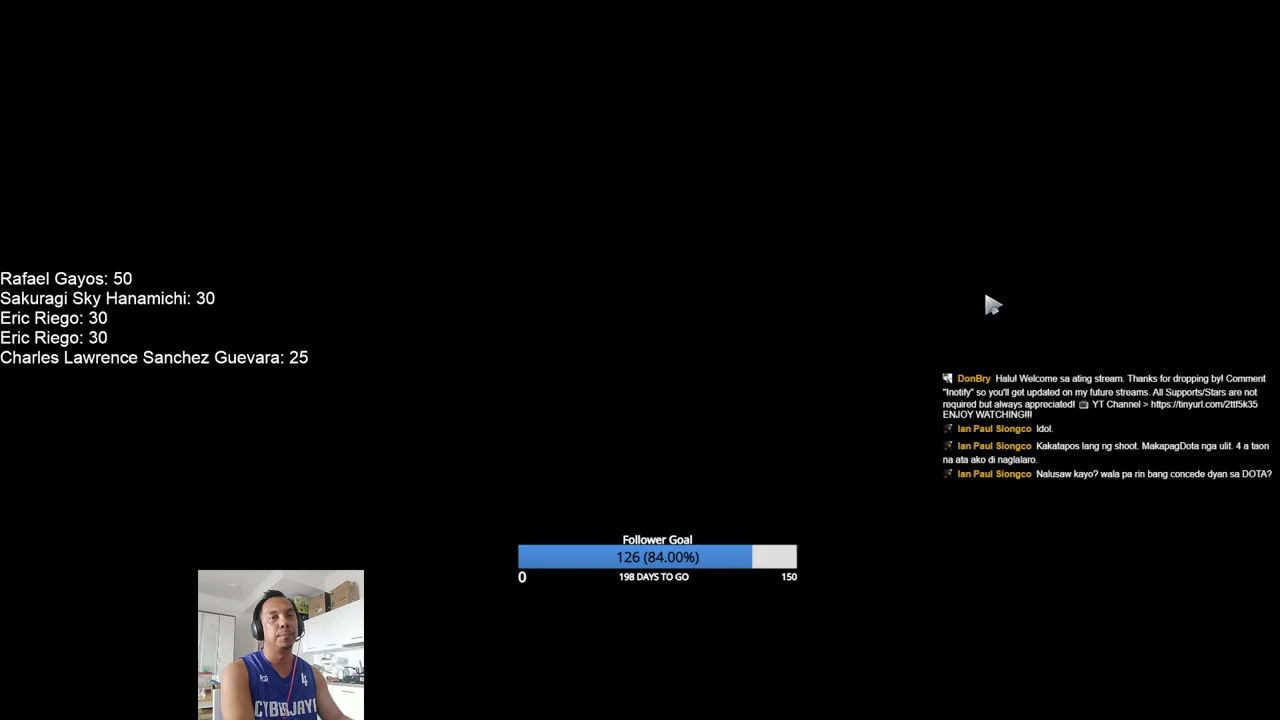 Rafael Gayos: 50
Sakuragi Sky Hanamichi: 30
Eric Riego: 30
Eric Riego: 30
Charles Lawrence Sanchez Guevara: 25
DonBry Halu! Welcome sa ating stream. Thanks for dropping by! Comment
"!notify" so you'll get updated on my future streams. All Supports/Stars are not
required but always appreciated! 📺 YT Channel > https://tinyurl.com/2ttf5k35
ENJOY WATCHING!!!
Ian Paul Siongco Idol.
Ian Paul Siongco Kakatapos lang ng shoot. MakapagDota nga ulit. 4 a taon
na ata ako di naglalaro.
Ian Paul Siongco Nalusaw kayo? wala pa rin bang concede dyan sa DOTA?
Follower Goal
126 (84.00%)
0 198 DAYS TO GO 150
4
CYBERJAYA